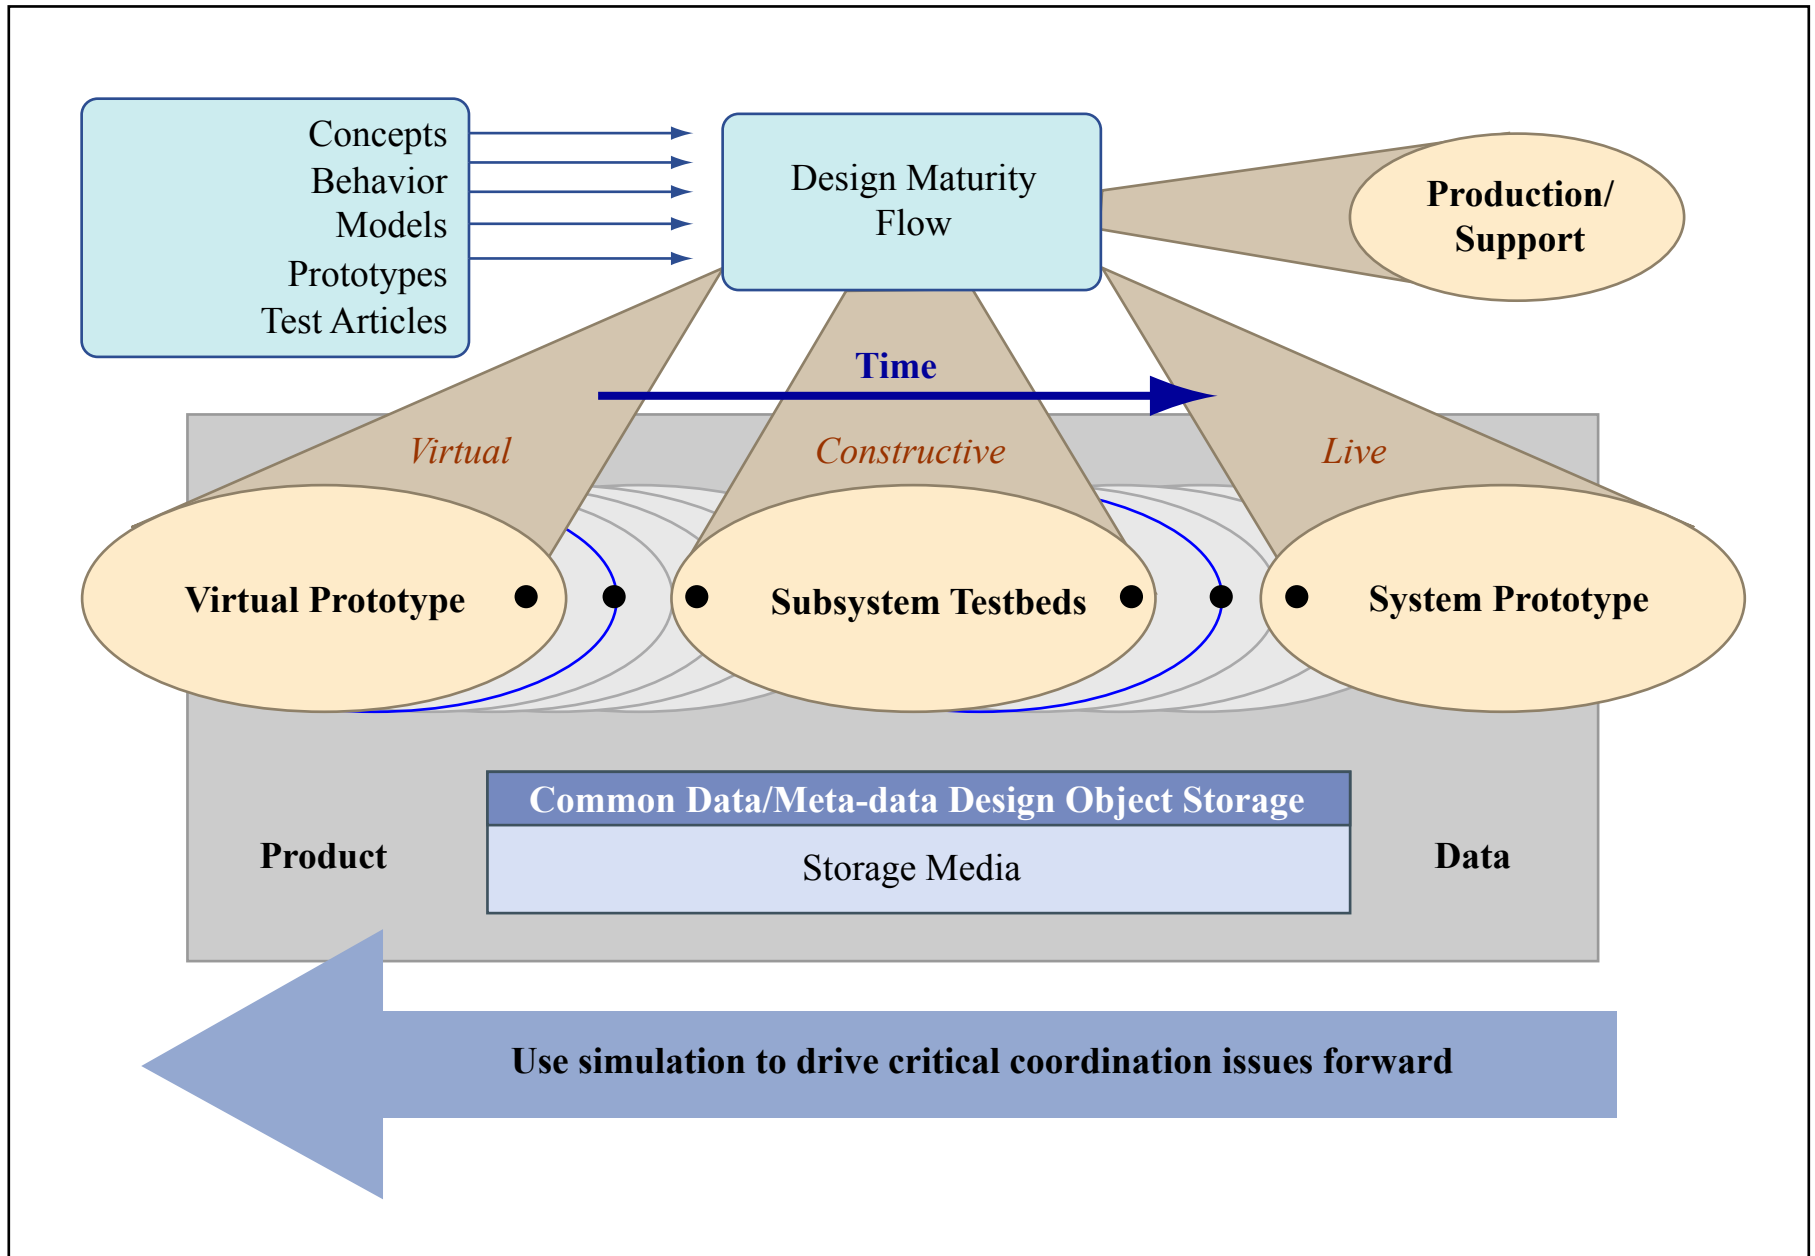 Concepts
Behavior
Models
Prototypes
Test Articles
Design Maturity
Flow
Production/
Support
Time
Virtual
Constructive
Live
Virtual Prototype
Subsystem Testbeds
System Prototype
Common Data/Meta-data Design Object Storage
Product
Storage Media
Data
Use simulation to drive critical coordination issues forward